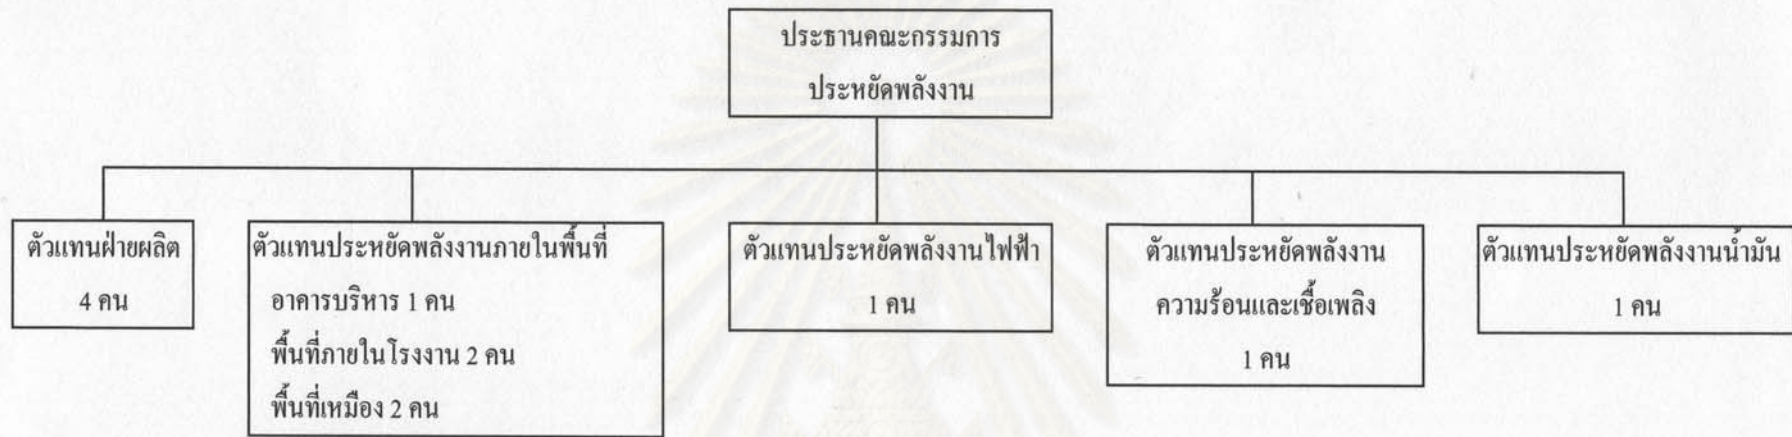 ประธานคณะกรรมการ
ประหยัดพลังงาน
ตัวแทนฝ่ายผลิต
4 คน
ตัวแทนประหยัดพลังงานภายในพื้นที่
อาคารบริหาร 1 คน
พื้นที่ภายในโรงงาน 2 คน
พื้นที่เหมือง 2 คน
ตัวแทนประหยัดพลังงานไฟฟ้า
1 คน
ตัวแทนประหยัดพลังงาน
ความร้อนและเชื้อเพลิง
1 คน
ตัวแทนประหยัดพลังงานน้ำมัน
1 คน